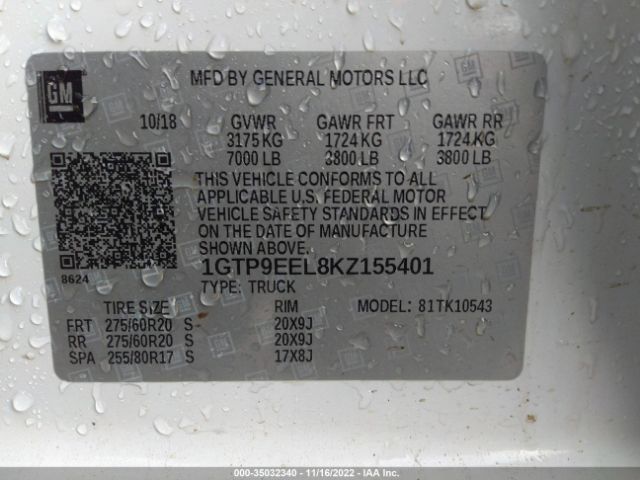 GM
MFD BY GENERAL MOTORS LLC
10/18 GVWR GAWR FRT GAWR RR
3175 KG 1724 KG 1724 KG
7000 LB 3800 LB 3800 LB
THIS VEHICLE CONFORMS TO ALL
APPLICABLE U.S. FEDERAL MOTOR
VEHICLE SAFETY STANDARDS IN EFFECT
ON THE DATE OF MANUFACTURE
SHOWN ABOVE.
8624
1GTP9EEL8KZ155401
TYPE: TRUCK
TIRE SIZE RIM MODEL: 81TK10543
FRT 275/60R20 S 20X9J
RR 275/60R20 S 20X9J
SPA 255/80R17 S 17X8J
© COPART-35032340 - 11/16/2022 - IAA, Inc.